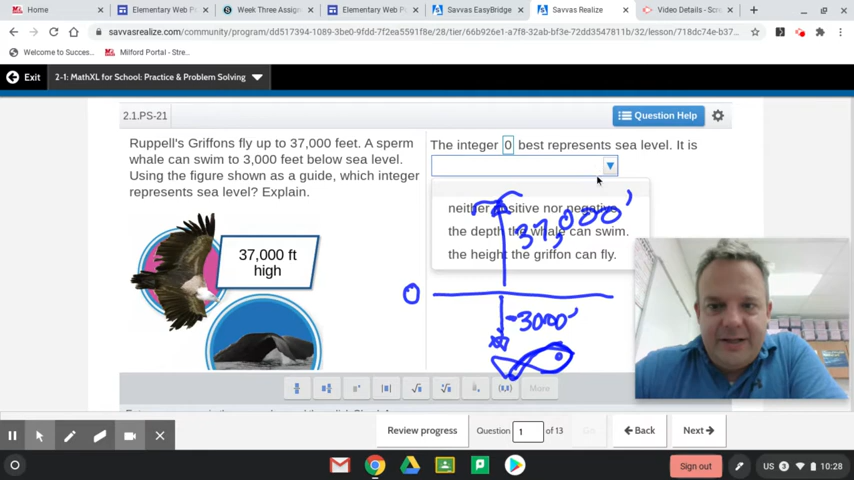 Home
Elementary Web P
Week Three Assign
Elementary Web P
Savvas EasyBridge
Savvas Realize
Video Details - Scre
savvasrealize.com/community/program/dd517394-1089-3be0-9fdd-7f2ea5591f8e/28/tier/66b926e1-a7f8-32ab-bf3e-72dd3547811b/32/lesson/718dc74e-b37...
Welcome to Succes...
Milford Portal - Stre...
Exit
2-1: MathXL for School: Practice & Problem Solving
2.1.PS-21
Question Help
Ruppell's Griffons fly up to 37,000 feet. A sperm
whale can swim to 3,000 feet below sea level.
Using the figure shown as a guide, which integer
represents sea level? Explain.
37,000 ft
high
The integer 0 best represents sea level. It is
neither positive nor negative.
the depth the whale can swim.
the height the griffon can fly.
37,000'
0
-3000'
More
Review progress
Question 1 of 13
Go
Back
Next
Sign out
US 3 10:28